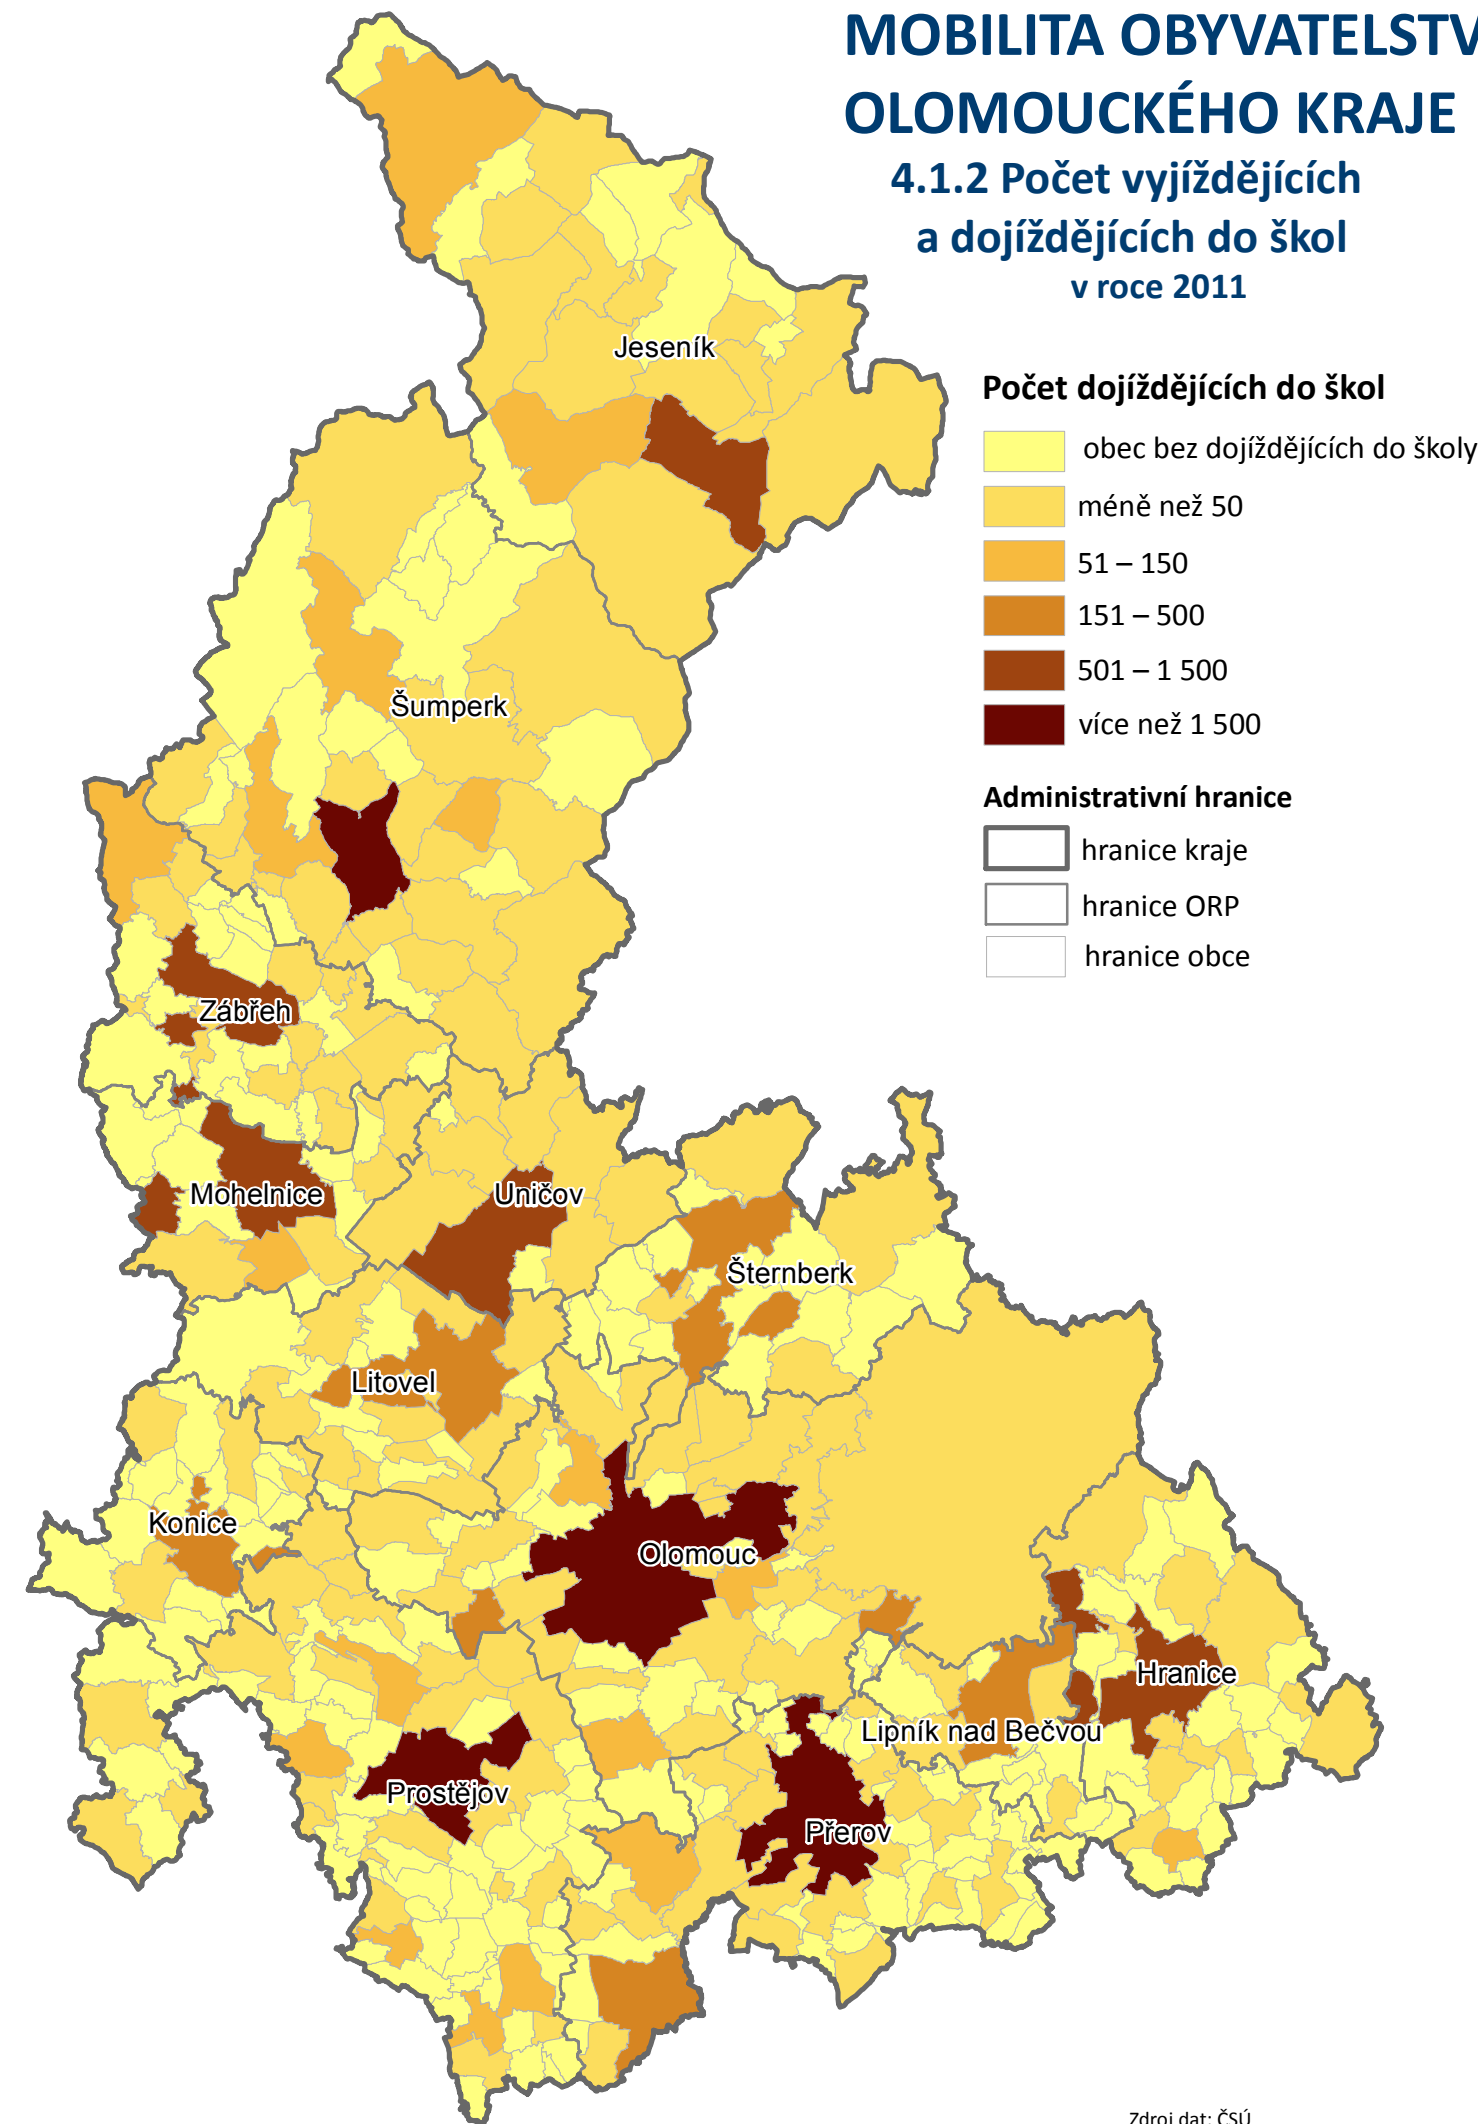 MOBILITA OBYVATELSTV
OLOMOUCKÉHO KRAJE
4.1.2 Počet vyjíždějících
a dojíždějících do škol
v roce 2011
Jeseník
Počet dojíždějících do škol
obec bez dojíždějících do školy
méně než 50
51 – 150
151 – 500
501 – 1 500
více než 1 500
Šumperk
Administrativní hranice
hranice kraje
hranice ORP
hranice obce
Zábřeh
Mohelnice
Uničov
Šternberk
Litovel
Konice
Olomouc
Hranice
Lipník nad Bečvou
Prostějov
Přerov
Zdroj dat: ČSÚ